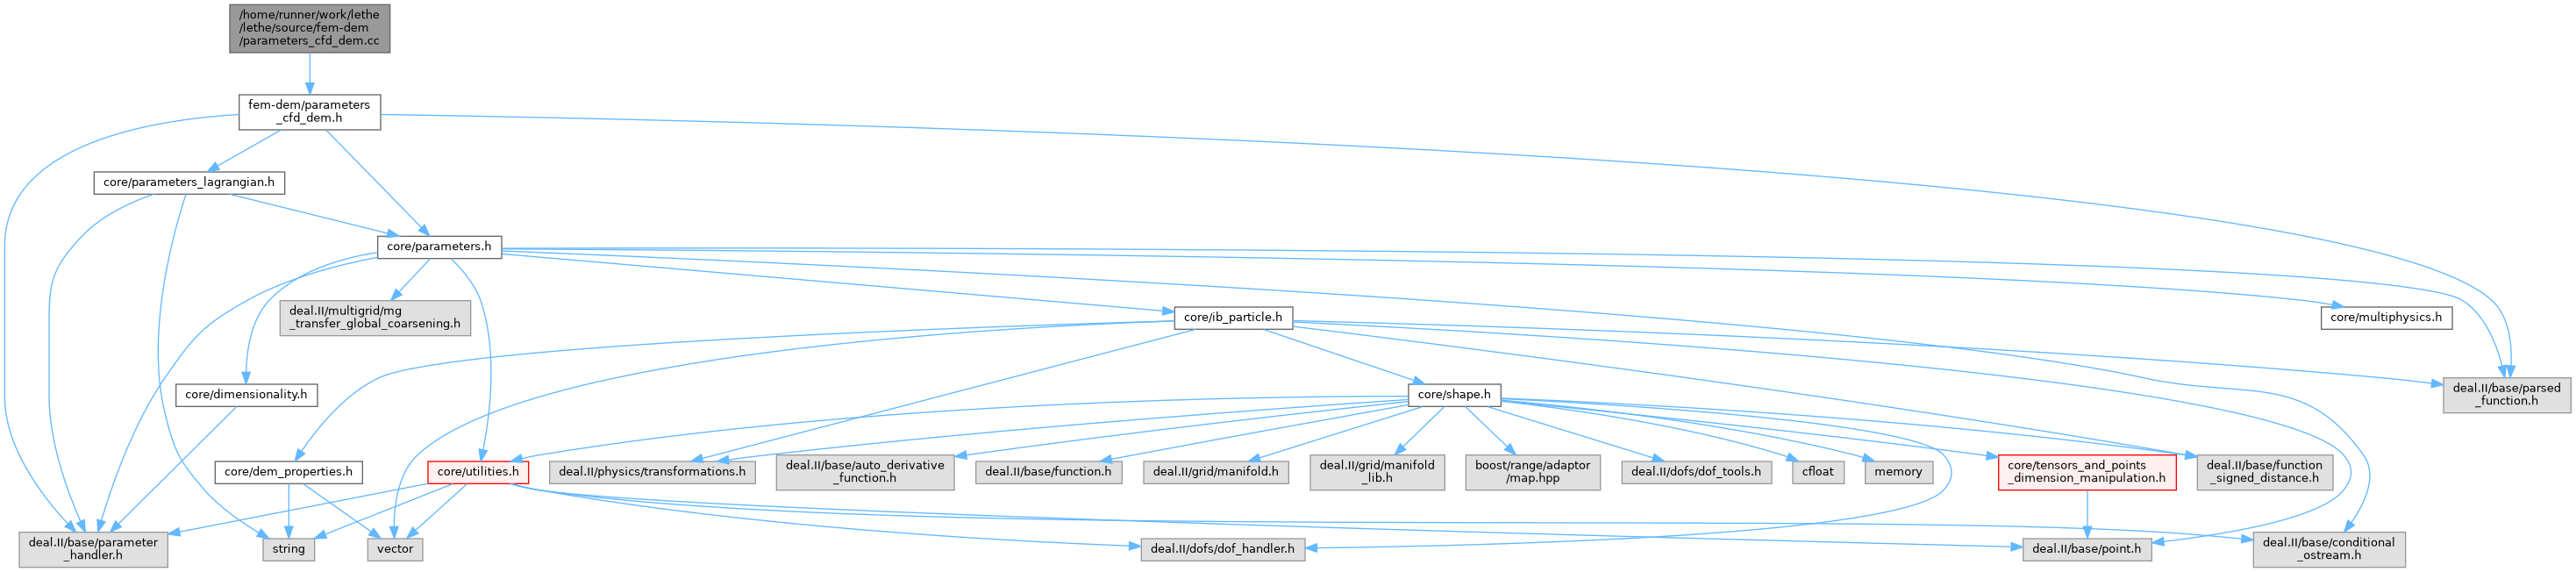 /home/runner/work/lethe
/lethe/source/fem-dem
/parameters_cfd_dem.cc
fem-dem/parameters
_cfd_dem.h
core/parameters_lagrangian.h
core/parameters.h
deal.II/multigrid/mg
_transfer_global_coarsening.h
core/ib_particle.h
core/multiphysics.h
core/dimensionality.h
core/shape.h
deal.II/base/parsed
_function.h
core/dem_properties.h
core/utilities.h
deal.II/physics/transformations.h
deal.II/base/auto_derivative
_function.h
deal.II/base/function.h
deal.II/grid/manifold.h
deal.II/grid/manifold
_lib.h
boost/range/adaptor
/map.hpp
deal.II/dofs/dof_tools.h
cfloat
memory
core/tensors_and_points
_dimension_manipulation.h
deal.II/base/function
_signed_distance.h
deal.II/base/parameter
_handler.h
string
vector
deal.II/dofs/dof_handler.h
deal.II/base/point.h
deal.II/base/conditional
_ostream.h